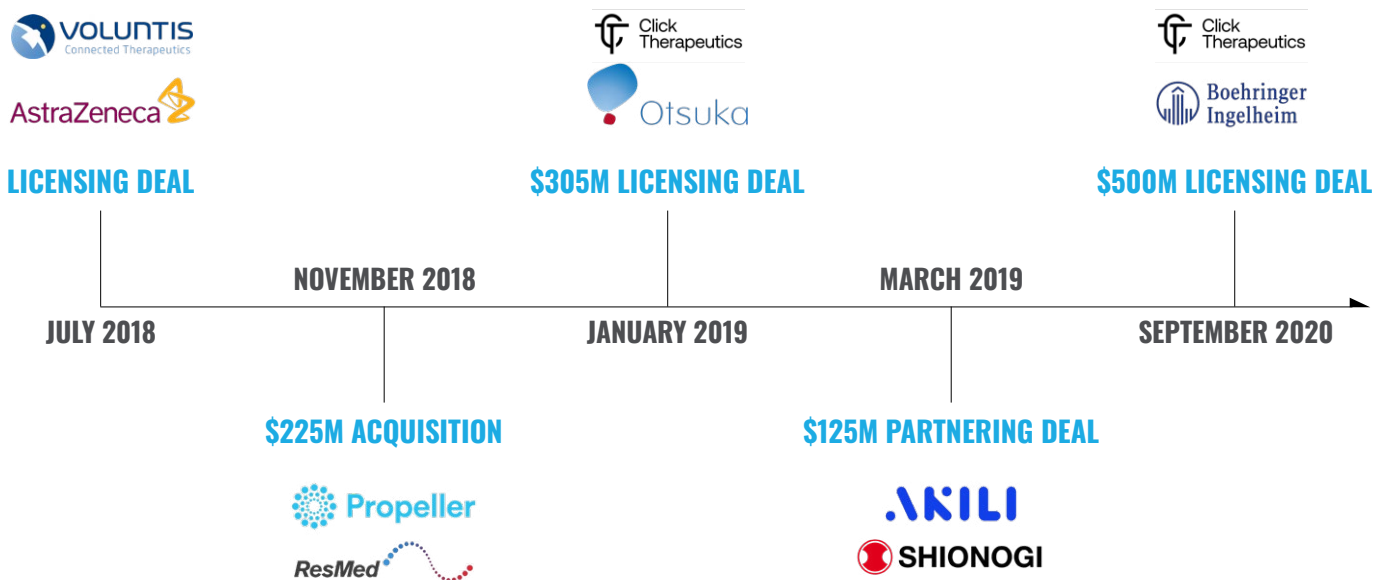 VOLUNTIS
Connected Therapeutics
AstraZeneca
LICENSING DEAL
JULY 2018
NOVEMBER 2018
$225M ACQUISITION
Propeller
ResMed
Click
Therapeutics
Otsuka
$305M LICENSING DEAL
JANUARY 2019
MARCH 2019
$125M PARTNERING DEAL
AKILI
SHIONOGI
Click
Therapeutics
Boehringer
Ingelheim
$500M LICENSING DEAL
SEPTEMBER 2020